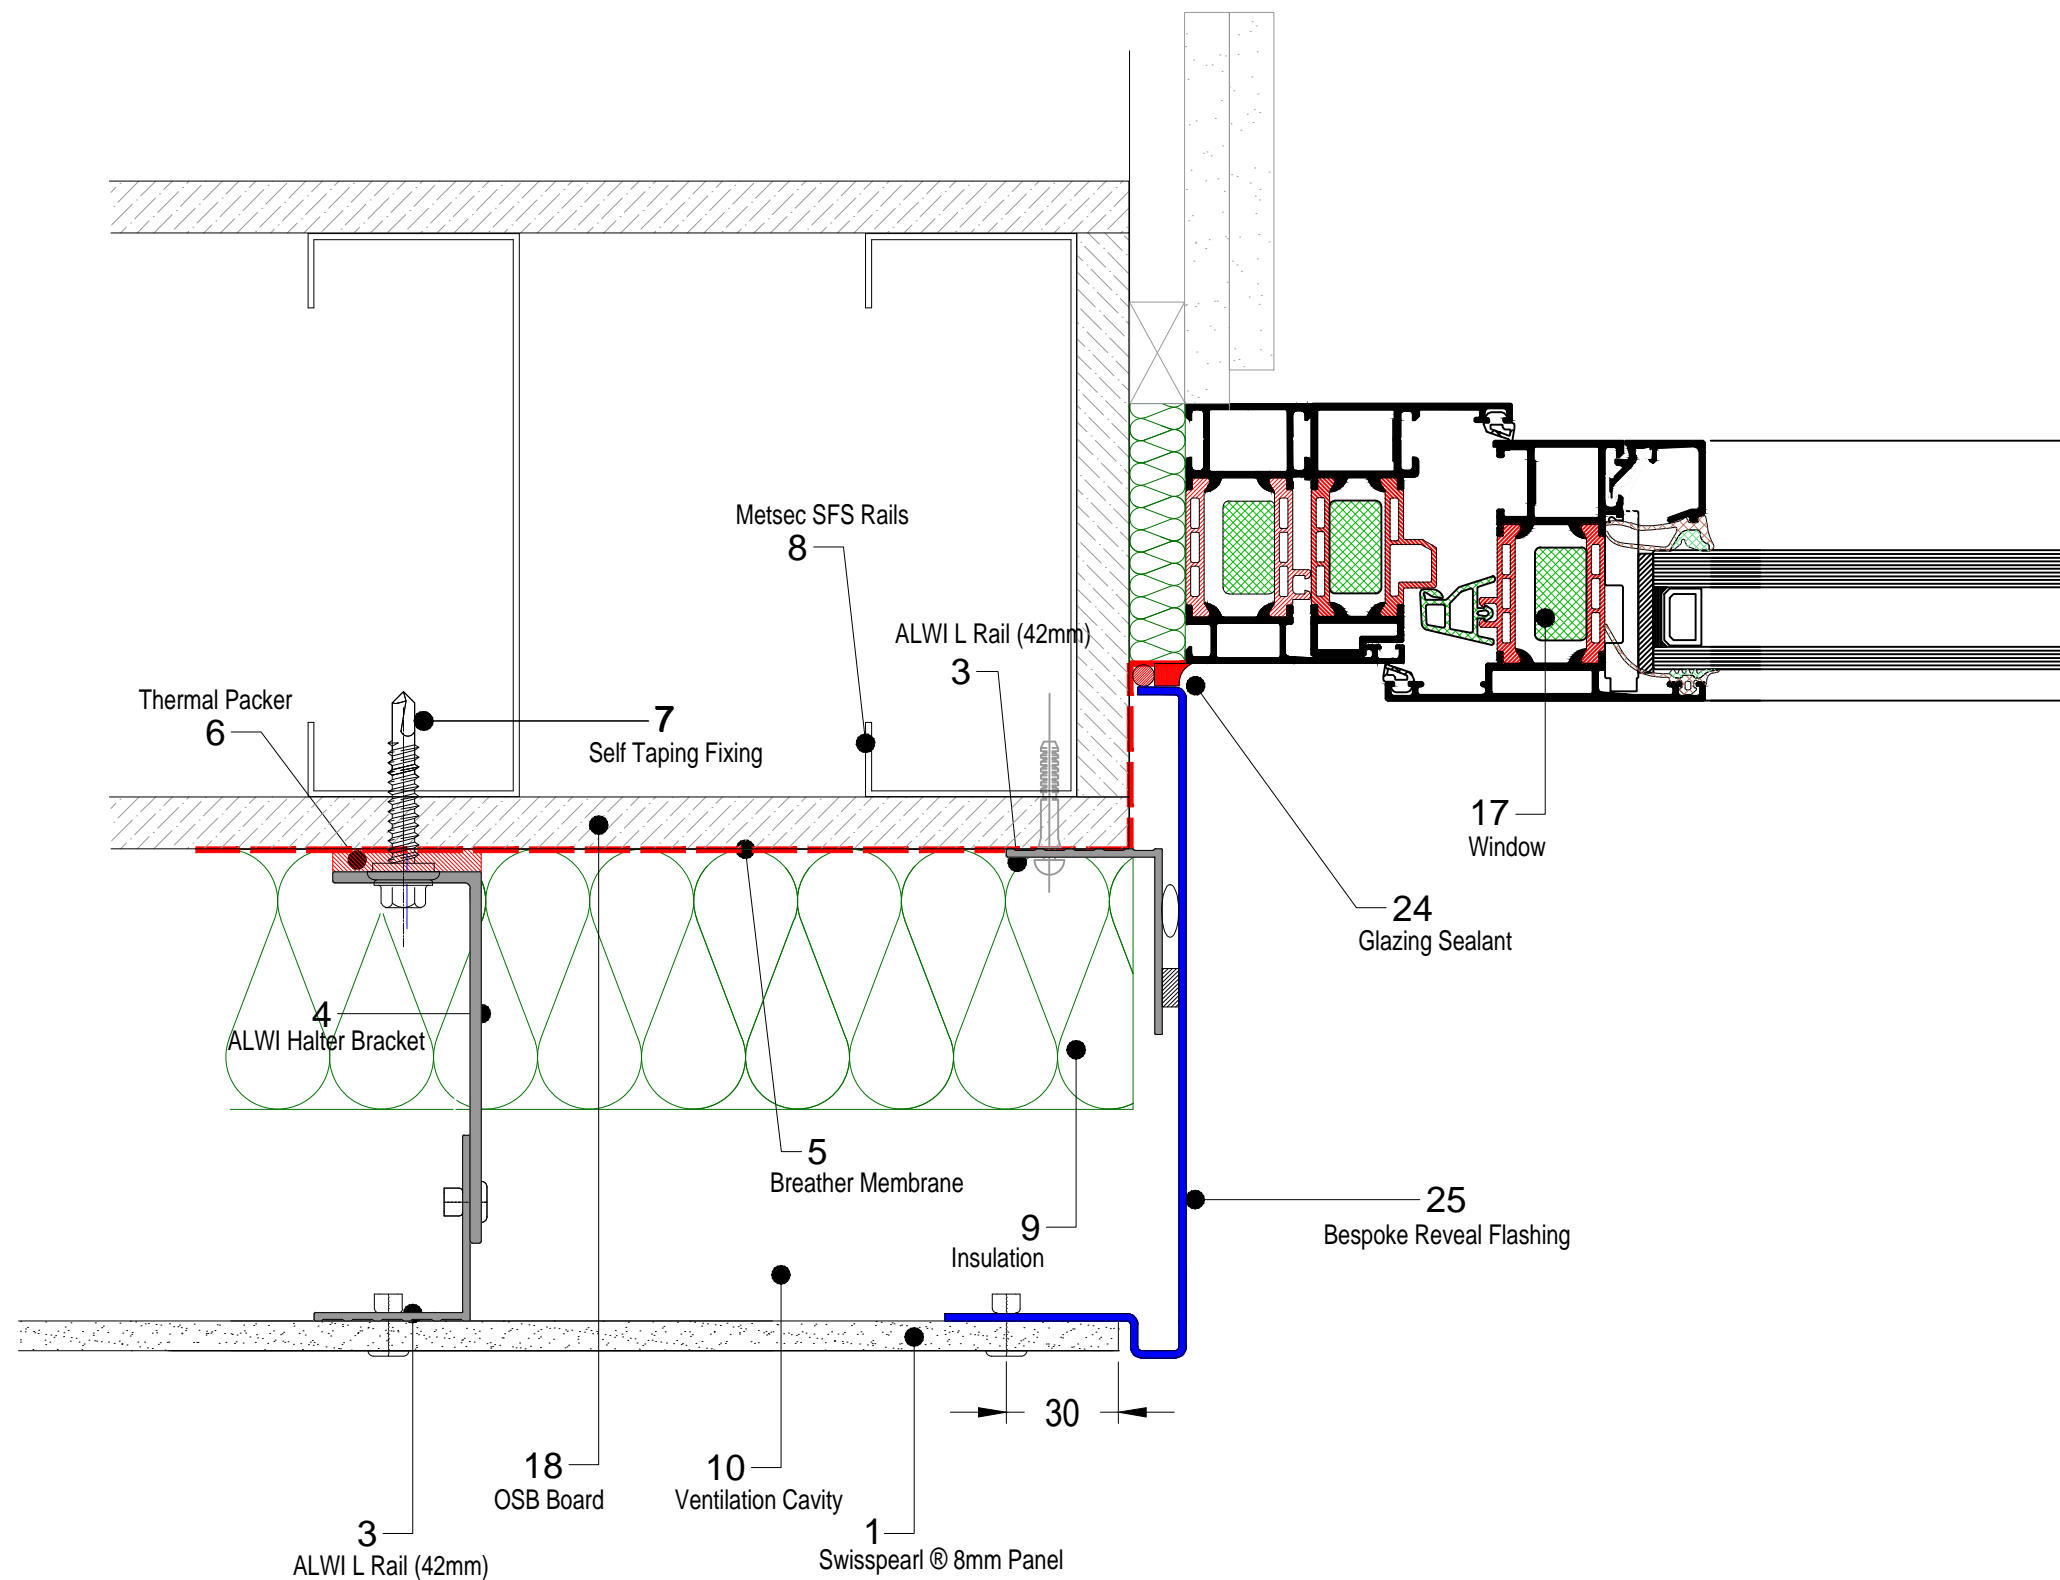 Metsec SFS Rails
8
ALWI L Rail (42mm)
3
Thermal Packer
6
7
Self Taping Fixing
17
Window
24
Glazing Sealant
4
ALWI Halter Bracket
5
Breather Membrane
25
Bespoke Reveal Flashing
9
Insulation
30
18
OSB Board
10
Ventilation Cavity
1
Swisspearl ® 8mm Panel
3
ALWI L Rail (42mm)